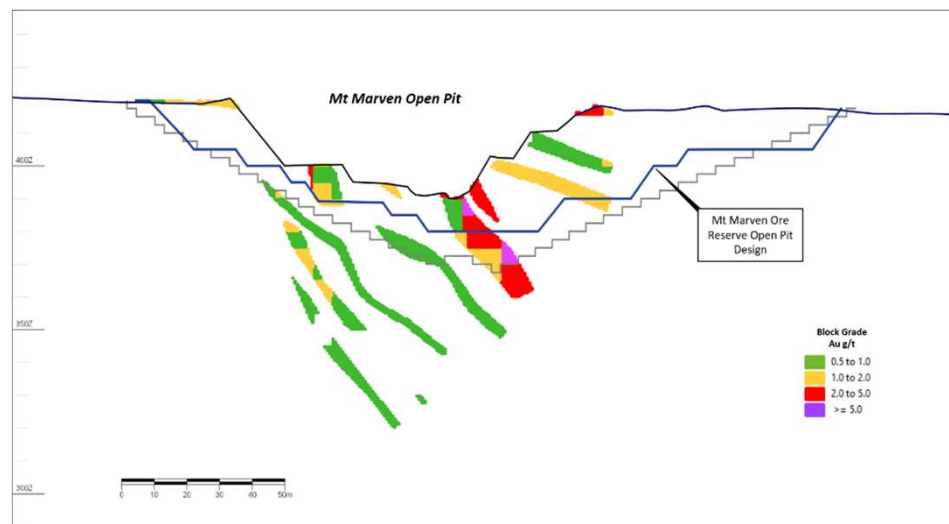 Mt Marven Open Pit
400Z
Mt Marven Ore
Reserve Open Pit
Design
350Z
Block Grade
Au g/t
0.5 to 1.0
1.0 to 2.0
2.0 to 5.0
>= 5.0
300Z
0 10 20 30 40 50m